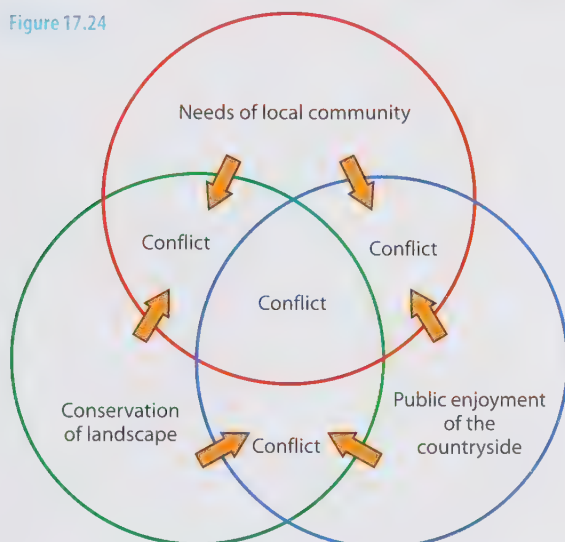 Figure 17.24
Needs of local community
Conflict
Conflict
Conflict
Conservation
of landscape
Public enjoyment
of the
countryside
Conflict